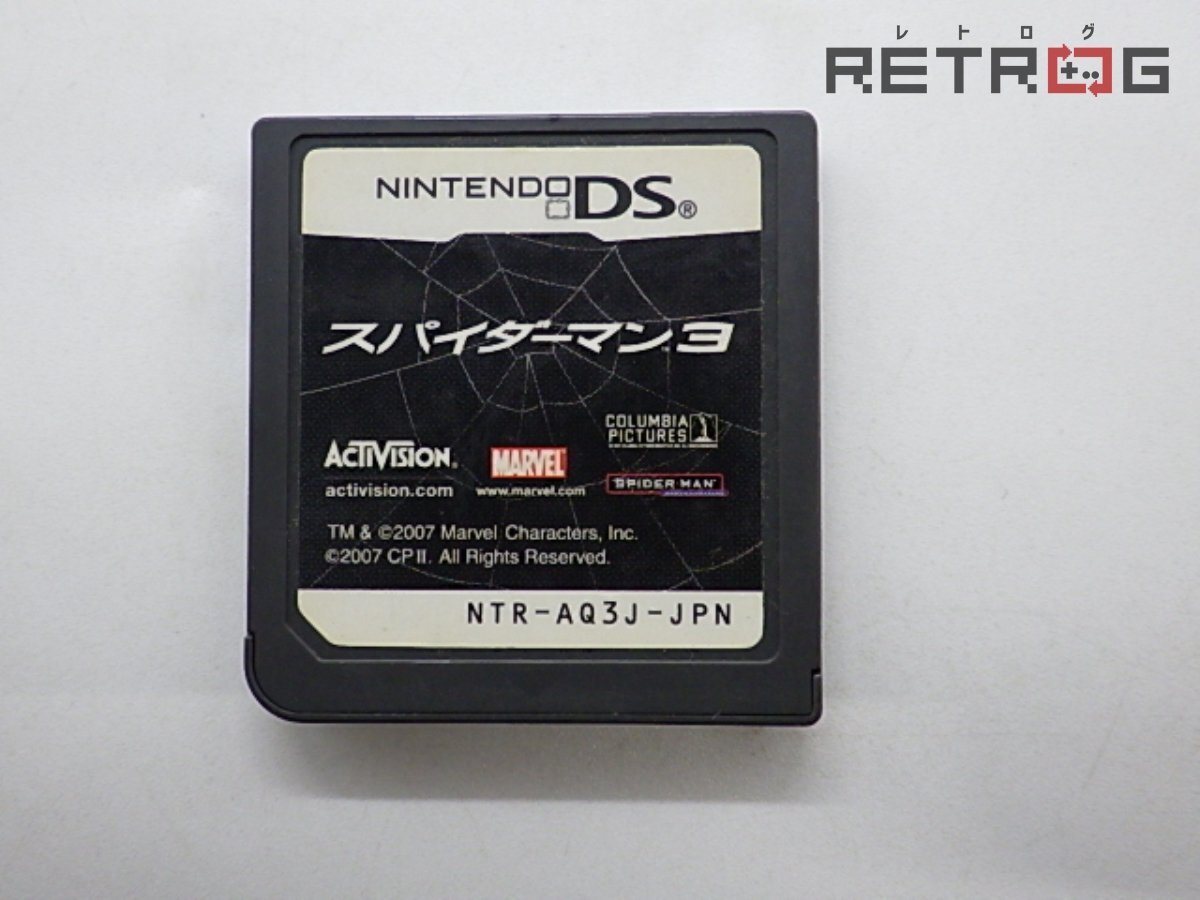 レトログ
RETROG
NINTENDO DS®
スパイダーマン3
COLUMBIA
PICTURES
ACTIVISION®
MARVEL
SPIDER MAN
activision.com
www.marvel.com
TM & ©2007 Marvel Characters, Inc.
©2007 CPII. All Rights Reserved.
NTR-AQ3J-JPN